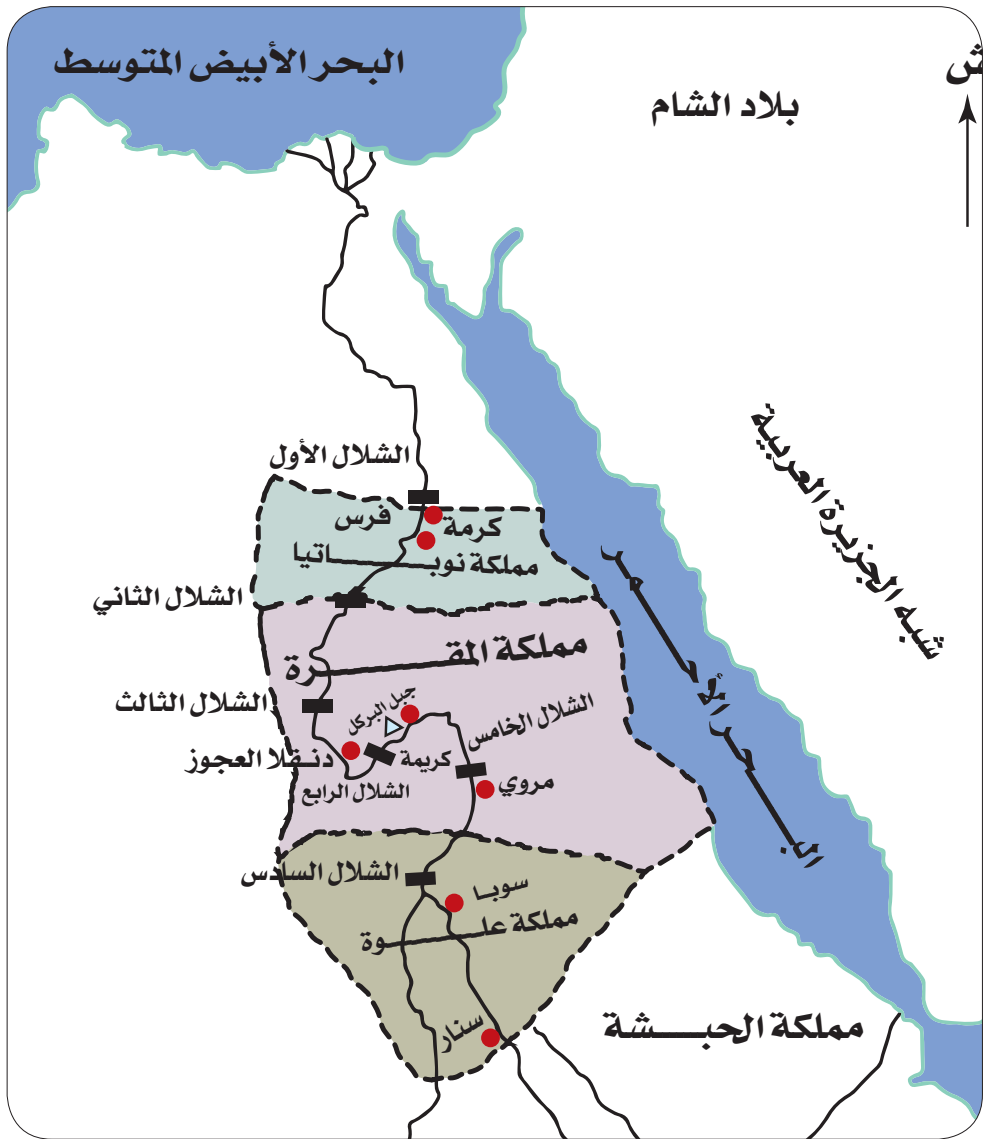 البحر الأبيض المتوسط
ش
بلاد الشام
شبه الجزيرة العربية
البحر الأحمر
الشلال الأول
فرس
كرمة
مملكة نوباتيا
الشلال الثاني
مملكة المقرة
الشلال الثالث
جبل البركل
الشلال الخامس
دنقلا العجوز
كريمة
الشلال الرابع
مروي
الشلال السادس
سوبا
مملكة علوة
سنار
مملكة الحبشة